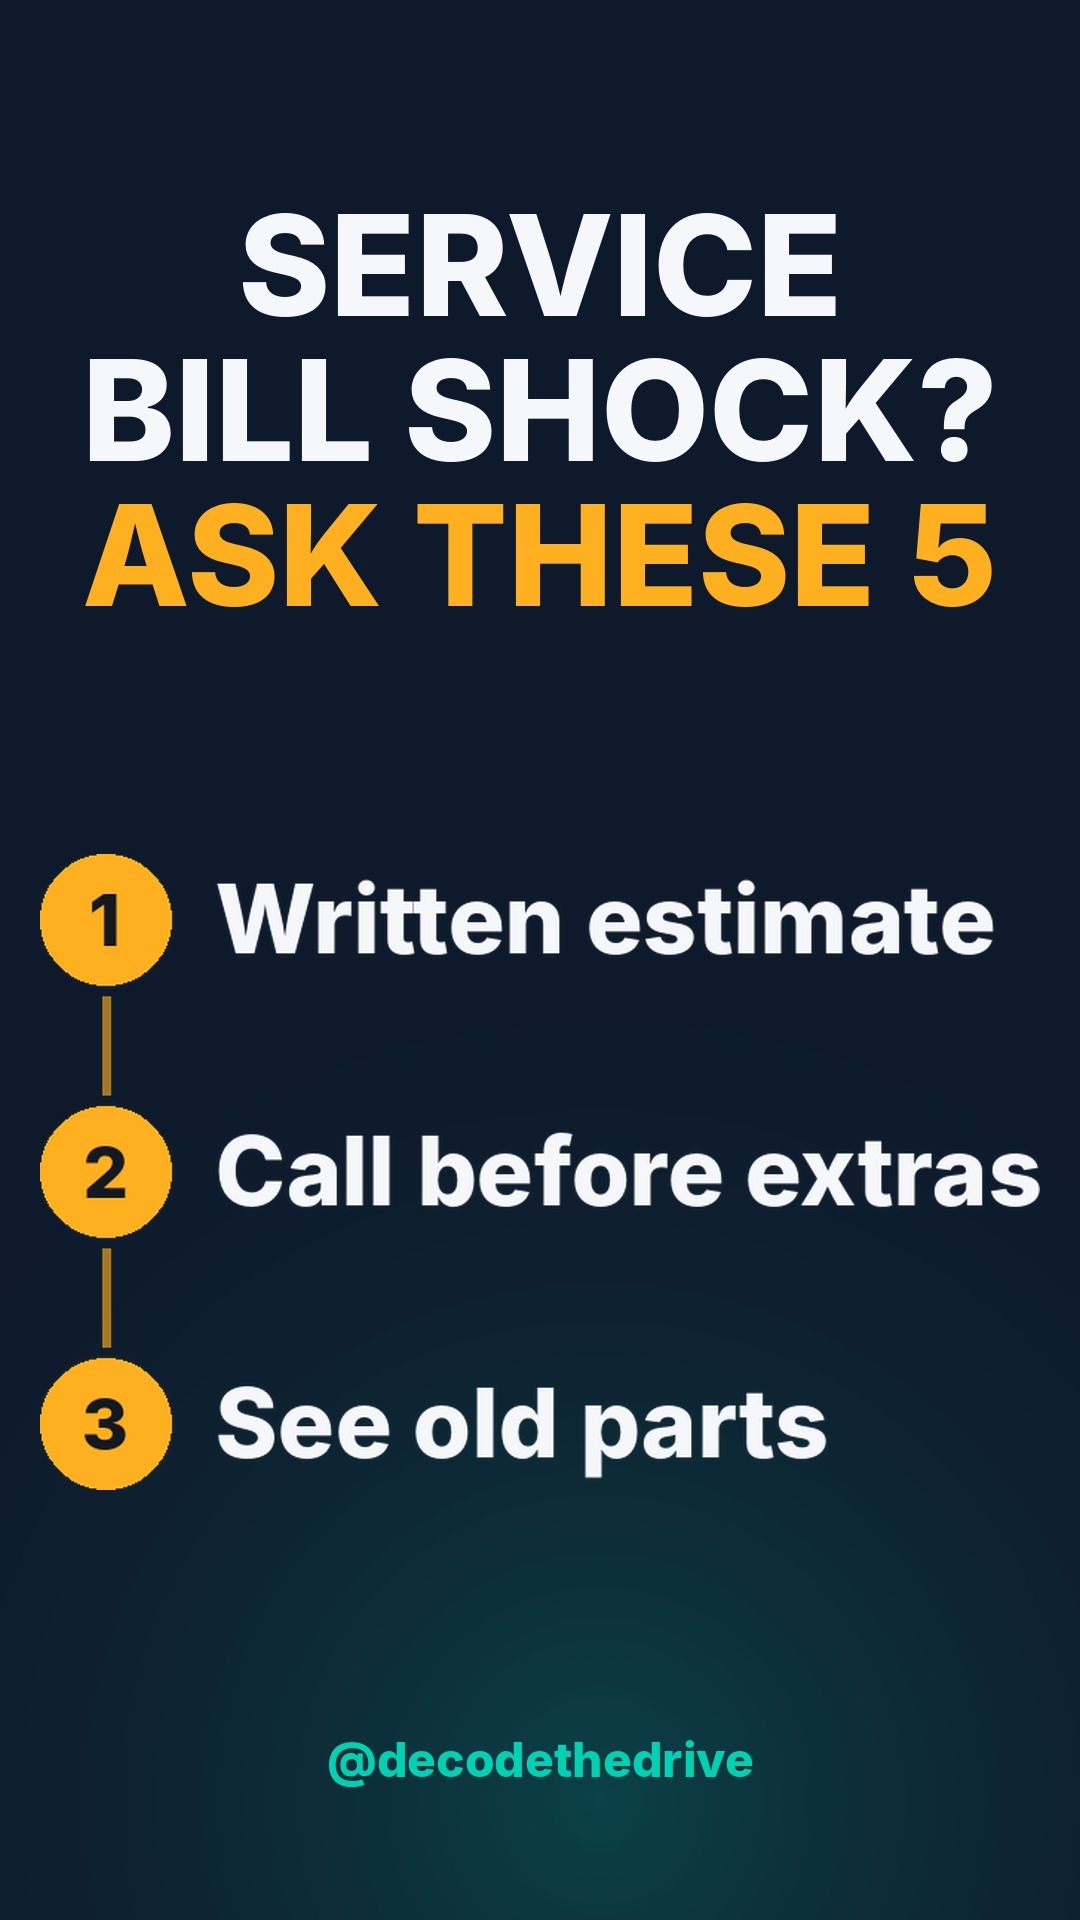 SERVICE
BILL SHOCK?
ASK THESE 5
1 Written estimate
2 Call before extras
3 See old parts
@decodethedrive